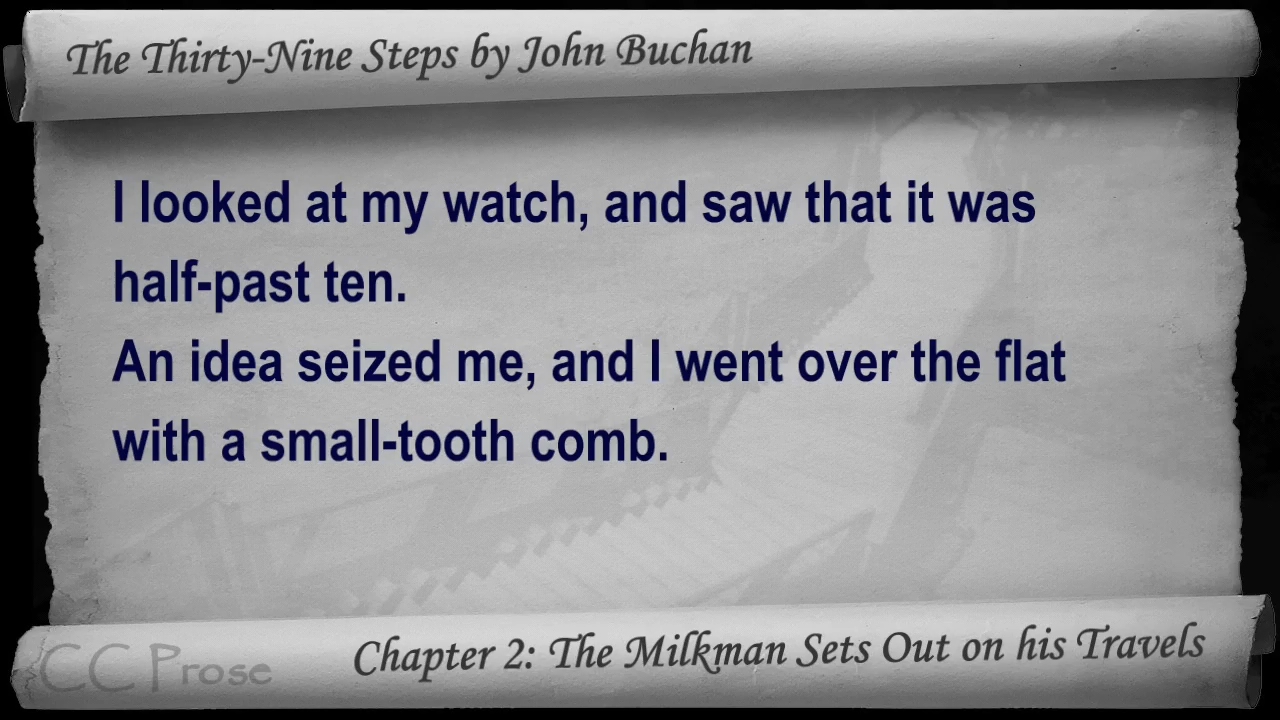 The Thirty-Nine Steps by John Buchan
I looked at my watch, and saw that it was
half-past ten.
An idea seized me, and I went over the flat
with a small-tooth comb.
CC Prose
Chapter 2: The Milkman Sets Out on his Travels